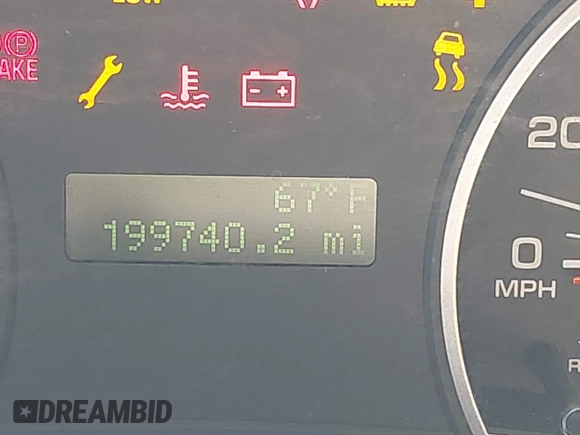 (P)
AKE
- +
67°F
199740.2 mi
20
0
MPH
R
DREAMBID